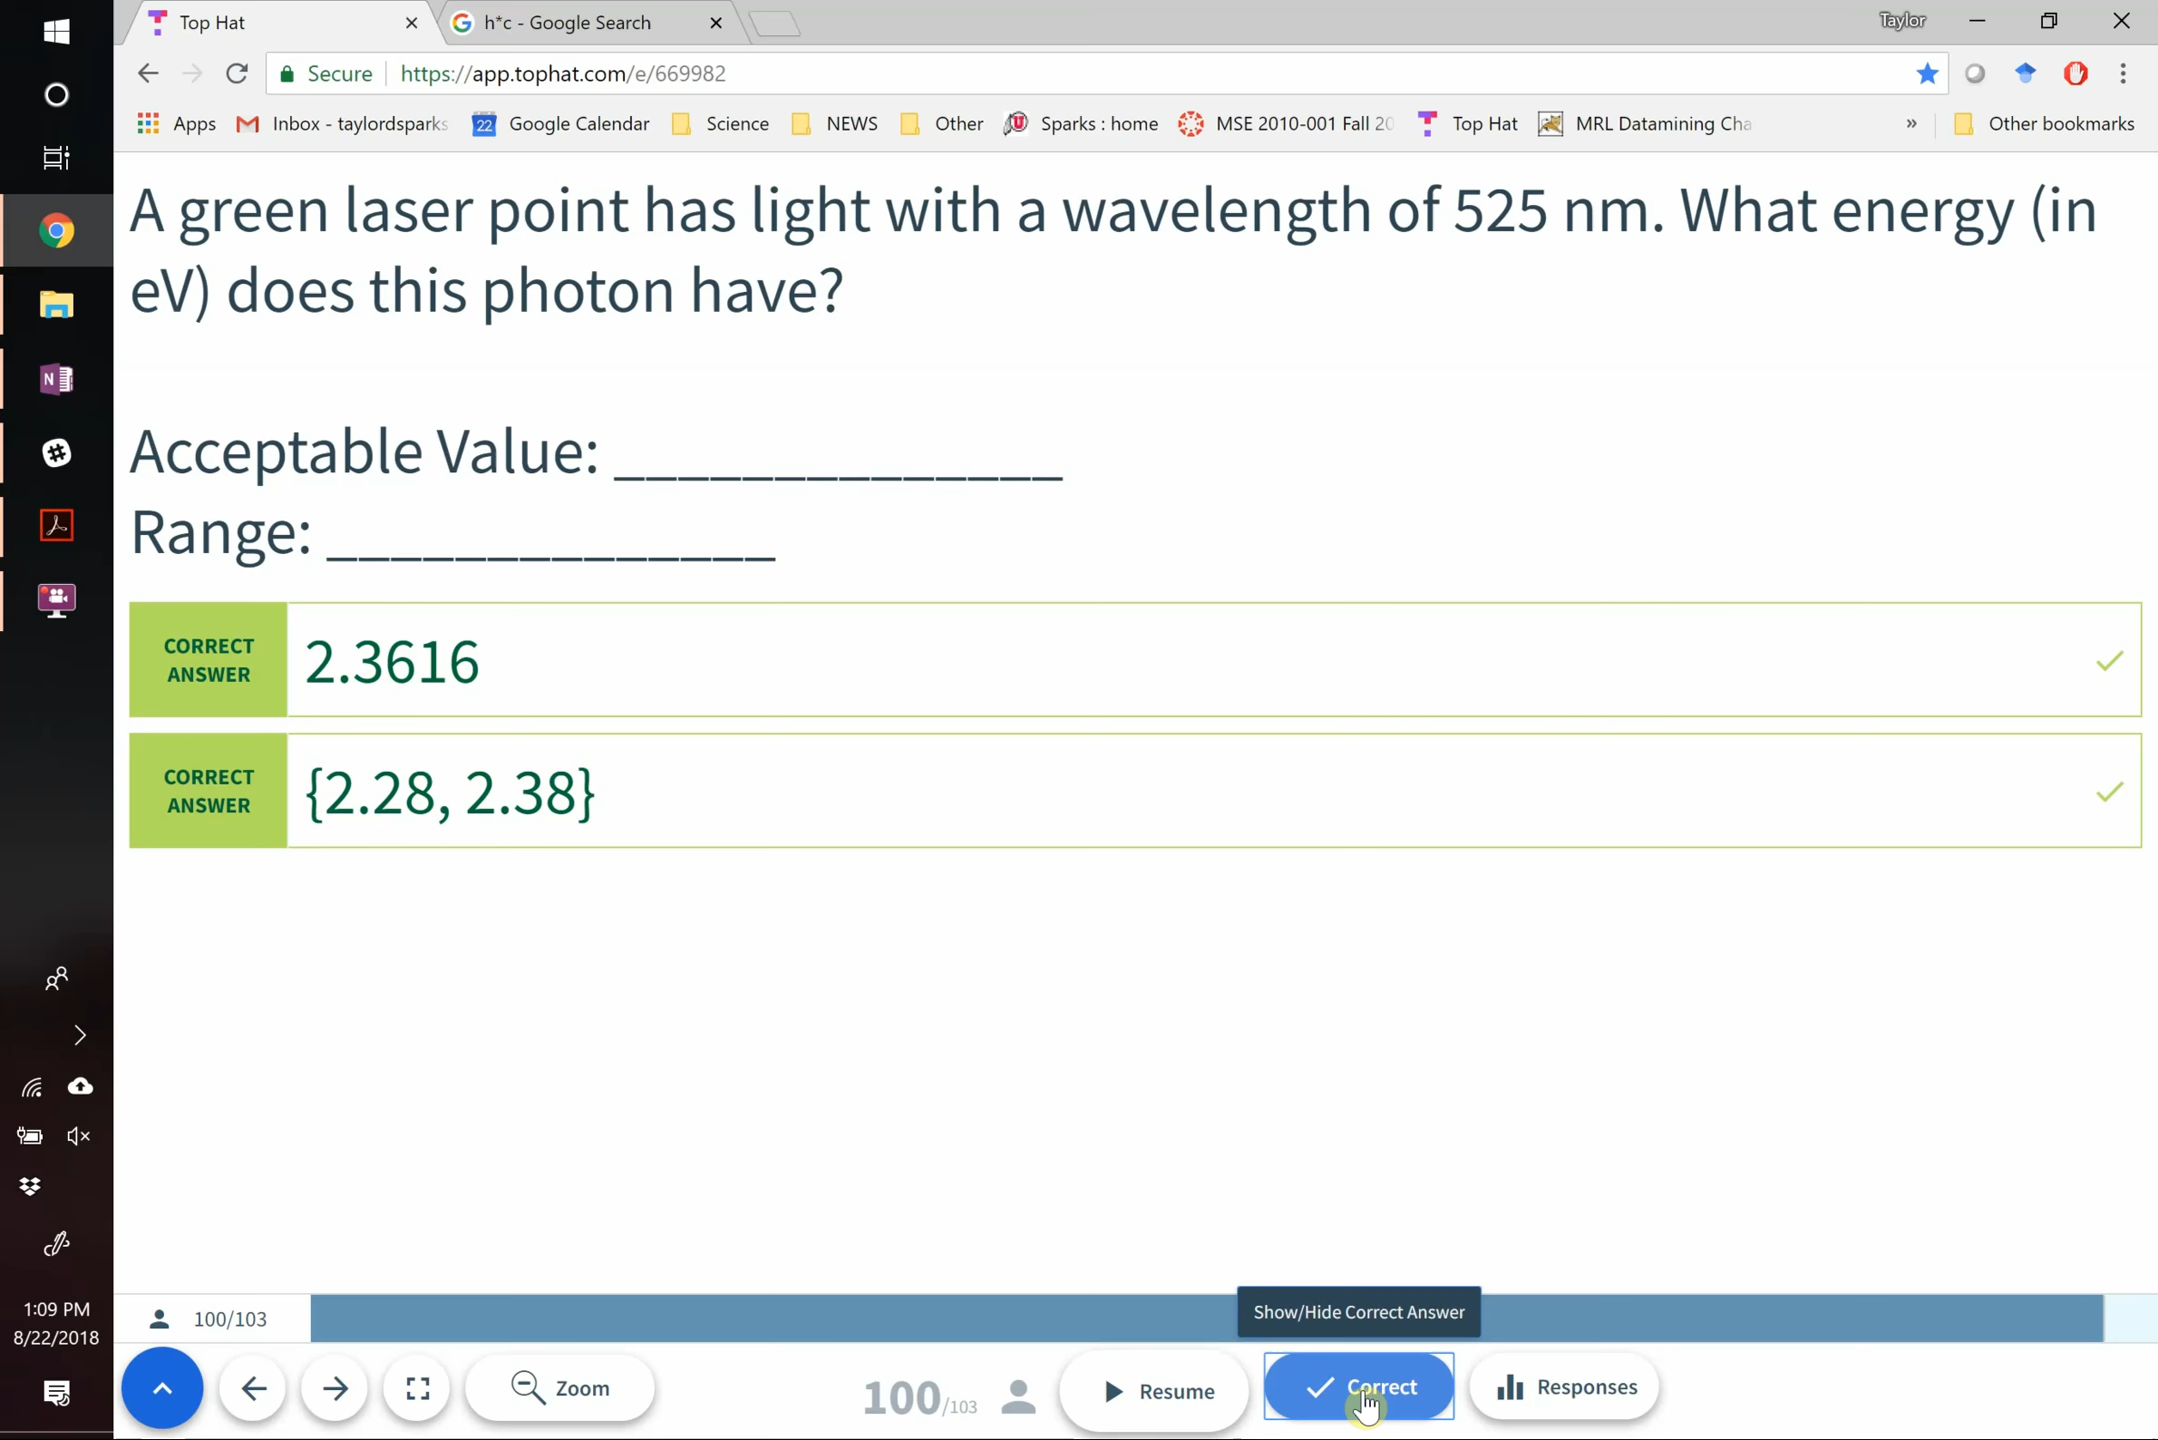 Top Hat
h*c - Google Search
Taylor
Secure
https://app.tophat.com/e/669982
Apps
Inbox - taylordsparks
22
Google Calendar
Science
NEWS
Other
U
Sparks : home
MSE 2010-001 Fall 20
Top Hat
MRL Datamining Cha
»
Other bookmarks
A green laser point has light with a wavelength of 525 nm. What energy (in
eV) does this photon have?
Acceptable Value: ______________
Range: ______________
CORRECT
ANSWER
2.3616
CORRECT
ANSWER
{2.28, 2.38}
N
1:09 PM
8/22/2018
100/103
Show/Hide Correct Answer
Zoom
100/103
Resume
Correct
Responses